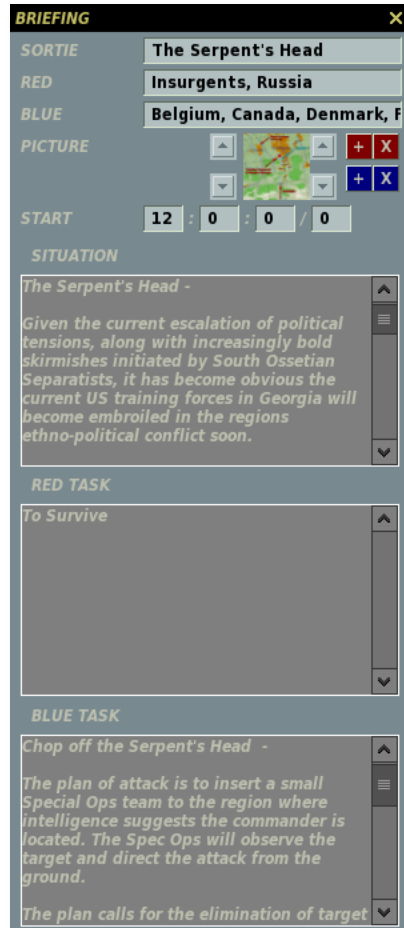 BRIEFING X
SORTIE The Serpent's Head
RED Insurgents, Russia
BLUE Belgium, Canada, Denmark, F
PICTURE + X
+ X
START 12 : 0 : 0 / 0
SITUATION
The Serpent's Head -
Given the current escalation of political
tensions, along with increasingly bold
skirmishes initiated by South Ossetian
Separatists, it has become obvious the
current US training forces in Georgia will
become embroiled in the regions
ethno-political conflict soon.
RED TASK
To Survive
BLUE TASK
Chop off the Serpent's Head -
The plan of attack is to insert a small
Special Ops team to the region where
intelligence suggests the commander is
located. The Spec Ops will observe the
target and direct the attack from the
ground.
The plan calls for the elimination of target